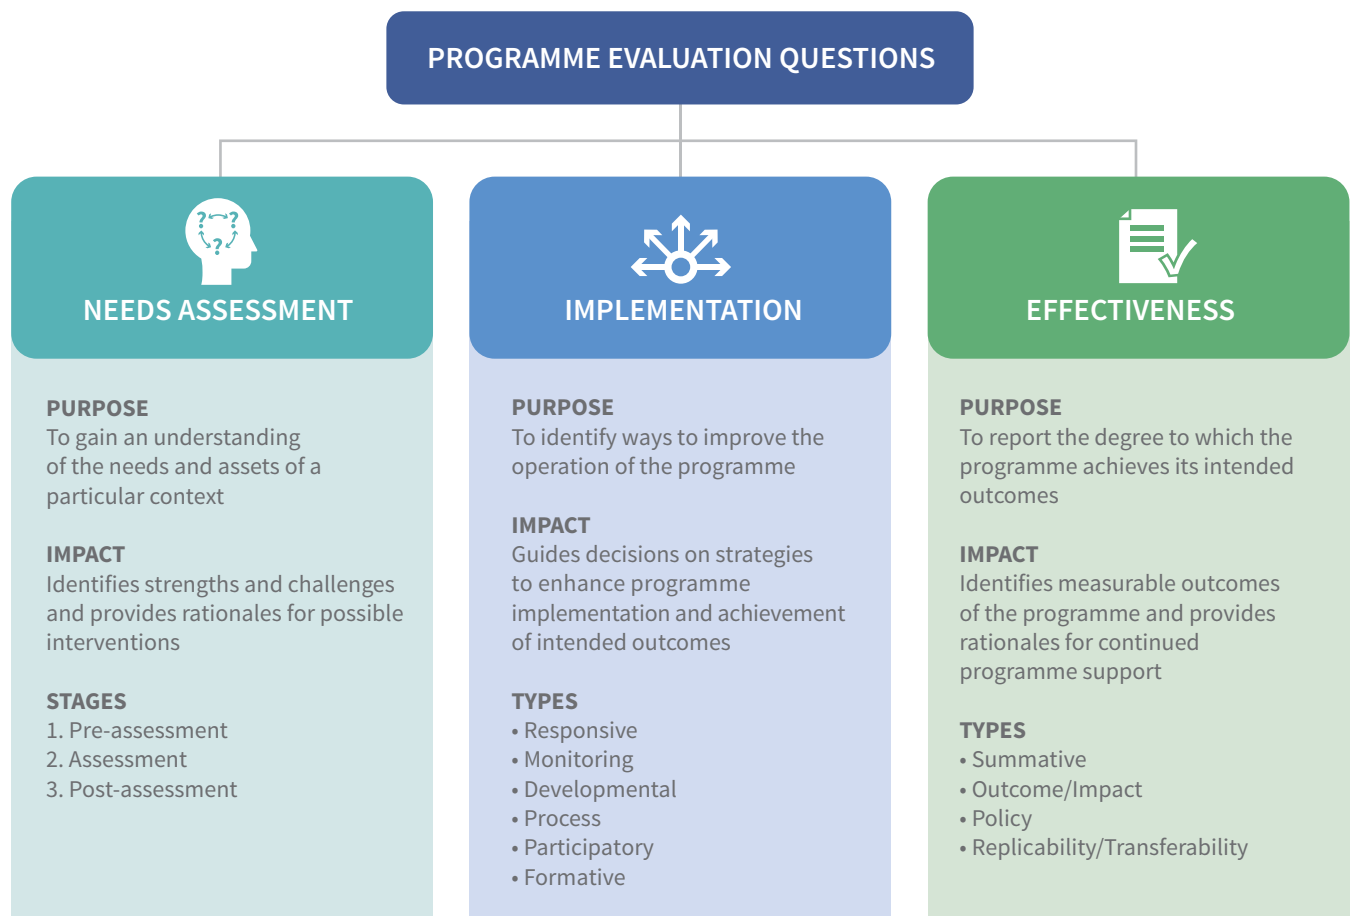 PROGRAMME EVALUATION QUESTIONS
? ?
?
NEEDS ASSESSMENT
PURPOSE
To gain an understanding
of the needs and assets of a
particular context
IMPACT
Identifies strengths and challenges
and provides rationales for possible
interventions
STAGES
1. Pre-assessment
2. Assessment
3. Post-assessment
IMPLEMENTATION
PURPOSE
To identify ways to improve the
operation of the programme
IMPACT
Guides decisions on strategies
to enhance programme
implementation and achievement
of intended outcomes
TYPES
• Responsive
• Monitoring
• Developmental
• Process
• Participatory
• Formative
EFFECTIVENESS
PURPOSE
To report the degree to which the
programme achieves its intended
outcomes
IMPACT
Identifies measurable outcomes
of the programme and provides
rationales for continued
programme support
TYPES
• Summative
• Outcome/Impact
• Policy
• Replicability/Transferability